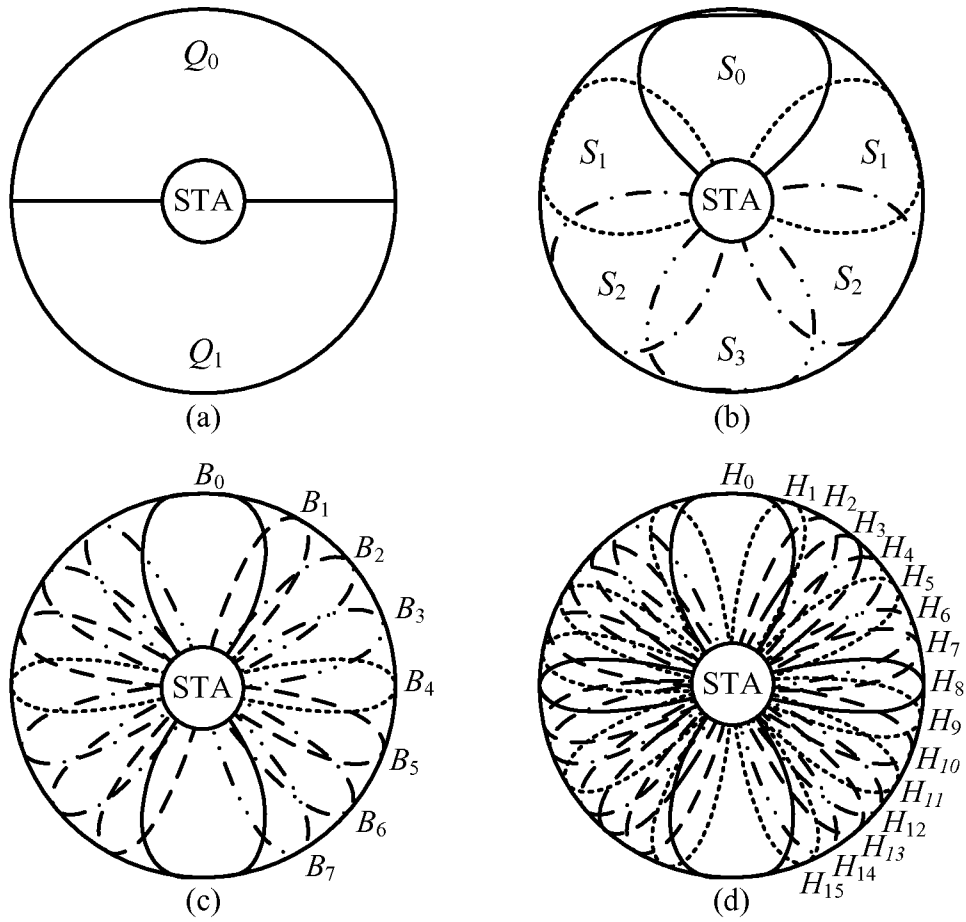 Q0
STA
Q1
(a)
S0
S1 S1
STA
S2 S2
S3
(b)
B0
B1
B2
B3
STA B4
B5
B6
B7
(c)
H0
H1
H2
H3
H4
H5
H6
H7
STA H8
H9
H10
H11
H12
H13
H14
H15
(d)